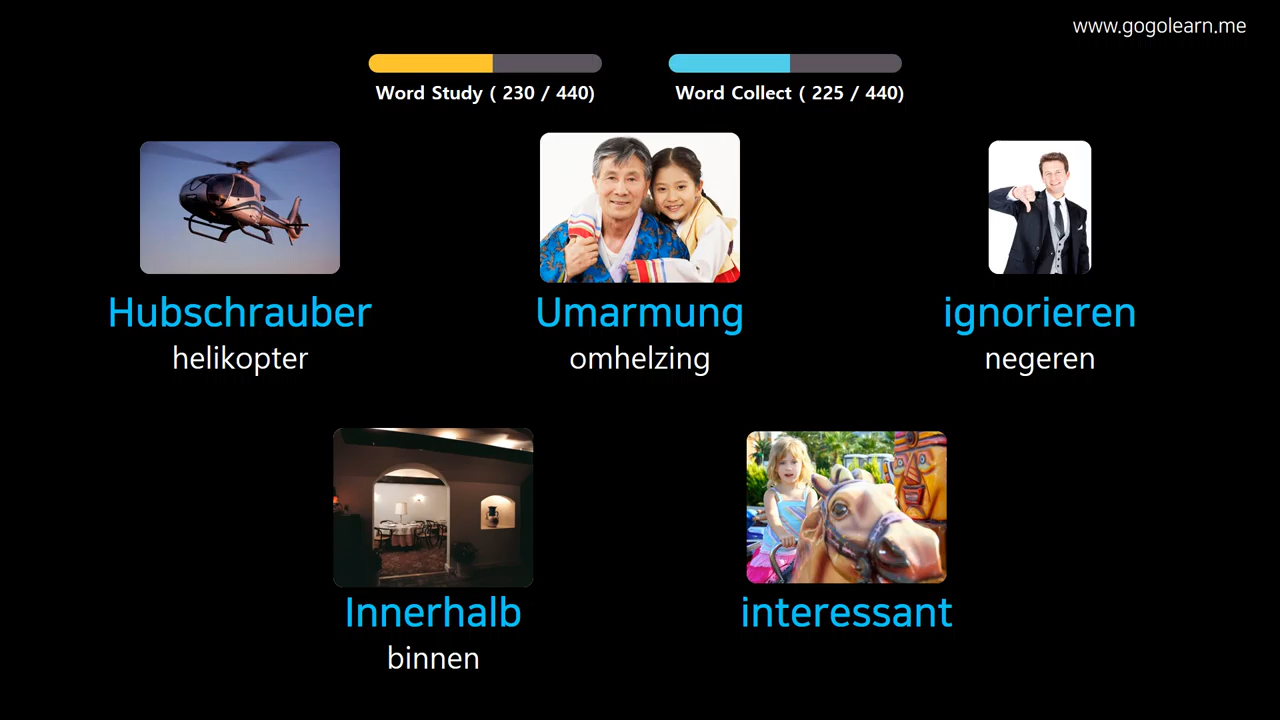 www.gogolearn.me
Word Study ( 230 / 440)
Word Collect ( 225 / 440)
Hubschrauber
helikopter
Umarmung
omhelzing
ignorieren
negeren
Innerhalb
binnen
interessant